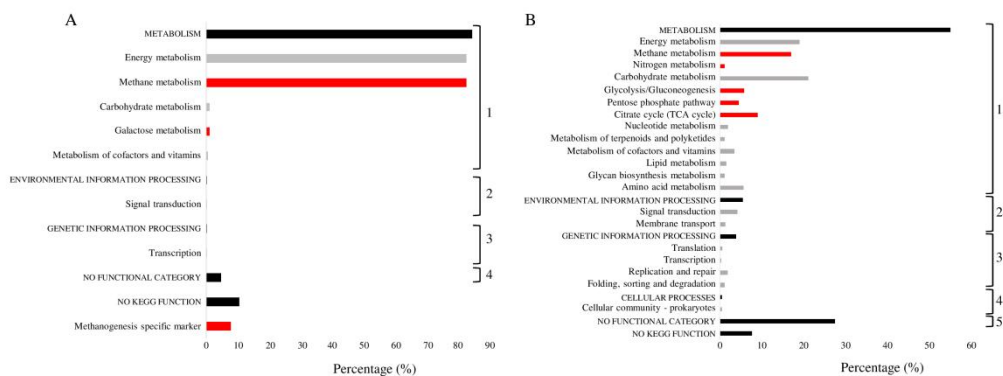 A
METABOLISM
Energy metabolism
Methane metabolism
Carbohydrate metabolism
Galactose metabolism
Metabolism of cofactors and vitamins
1
ENVIRONMENTAL INFORMATION PROCESSING
Signal transduction
2
GENETIC INFORMATION PROCESSING
Transcription
3
NO FUNCTIONAL CATEGORY
4
NO KEGG FUNCTION
Methanogenesis specific marker
0 10 20 30 40 50 60 70 80 90
Percentage (%)
B
METABOLISM
Energy metabolism
Methane metabolism
Nitrogen metabolism
Carbohydrate metabolism
Glycolysis/Gluconeogenesis
Pentose phosphate pathway
Citrate cycle (TCA cycle)
Nucleotide metabolism
Metabolism of terpenoids and polyketides
Metabolism of cofactors and vitamins
Lipid metabolism
Glycan biosynthesis metabolism
Amino acid metabolism
1
ENVIRONMENTAL INFORMATION PROCESSING
Signal transduction
Membrane transport
2
GENETIC INFORMATION PROCESSING
Translation
Transcription
Replication and repair
Folding, sorting and degradation
3
CELLULAR PROCESSES
Cellular community - prokaryotes
4
NO FUNCTIONAL CATEGORY
5
NO KEGG FUNCTION
0 10 20 30 40 50 60
Percentage (%)